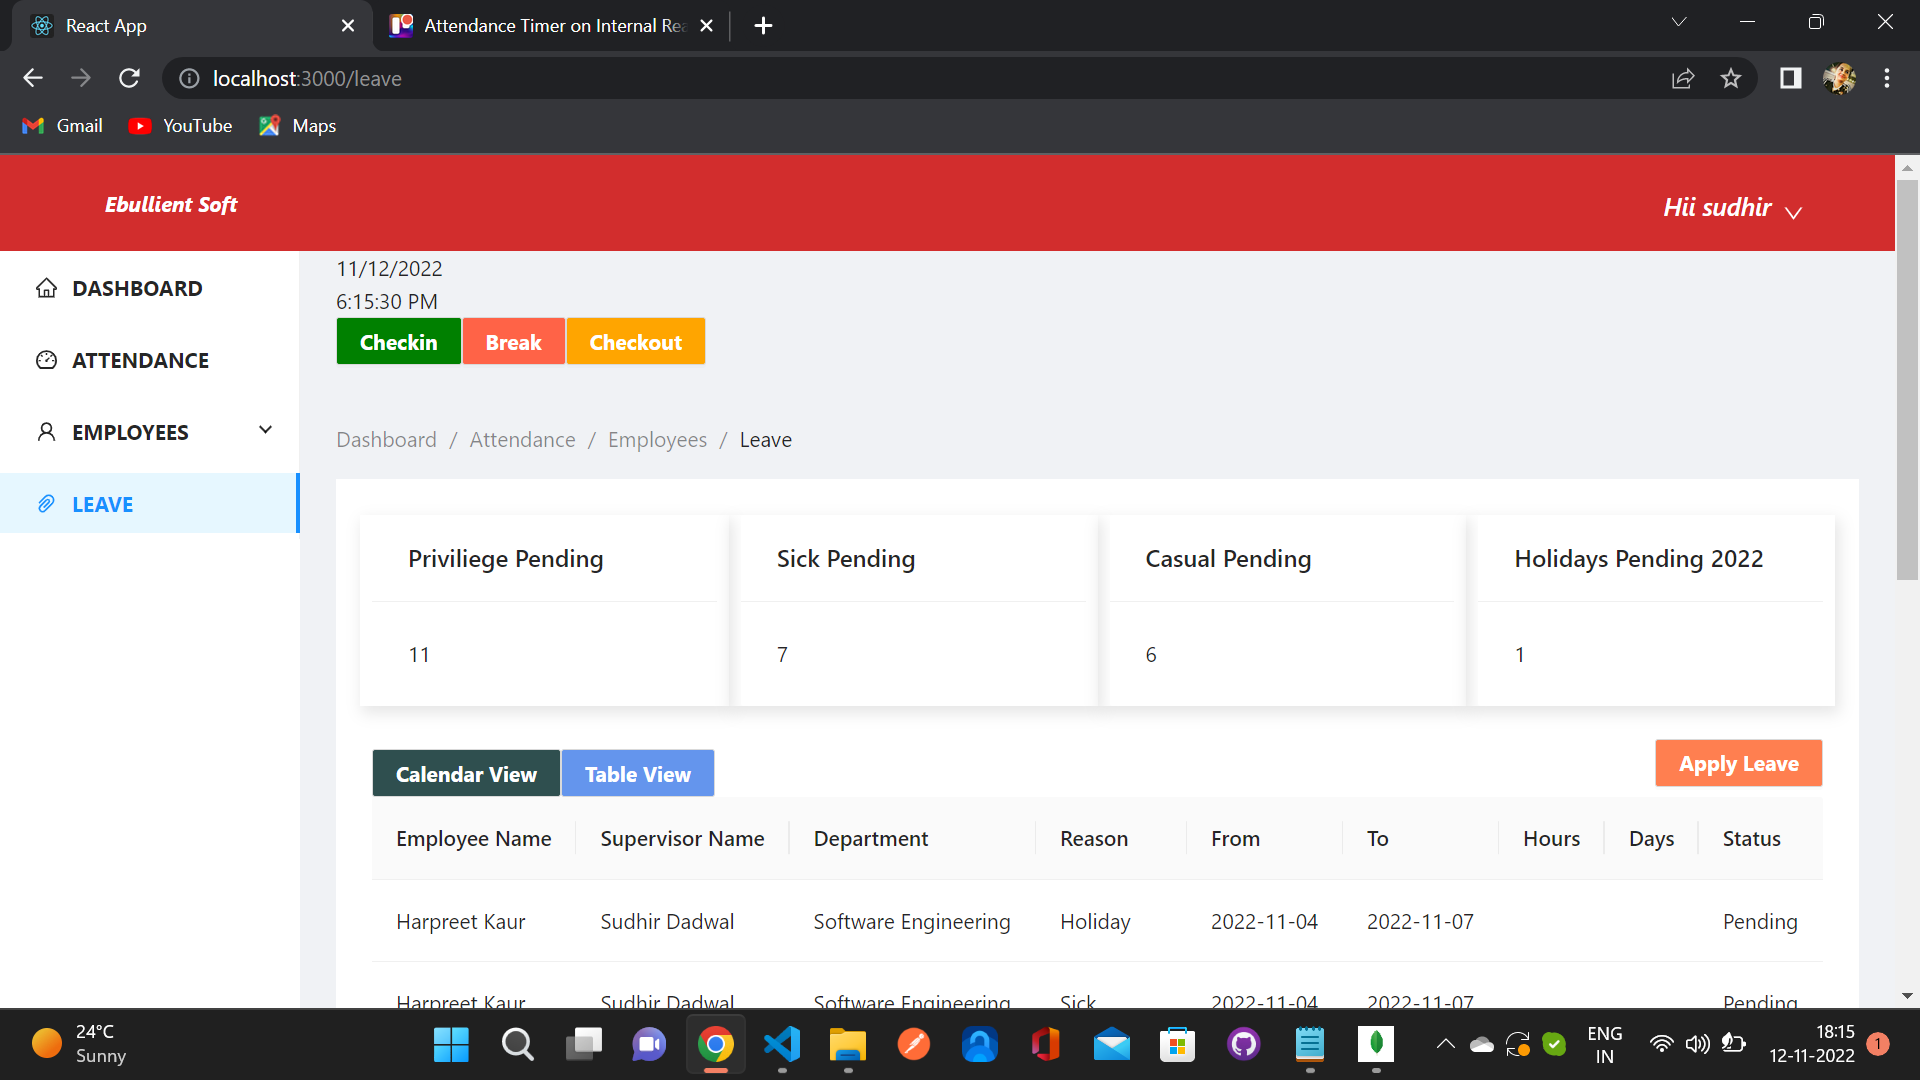 React App
Attendance Timer on Internal Rea
localhost:3000/leave
Gmail
YouTube
Maps
Ebullient Soft
Hii sudhir
DASHBOARD
ATTENDANCE
EMPLOYEES
LEAVE
11/12/2022
6:15:30 PM
Checkin Break Checkout
Dashboard / Attendance / Employees / Leave
Priviliege Pending
11
Sick Pending
7
Casual Pending
6
Holidays Pending 2022
1
Calendar View Table View
Apply Leave
Employee Name Supervisor Name Department Reason From To Hours Days Status
Harpreet Kaur Sudhir Dadwal Software Engineering Holiday 2022-11-04 2022-11-07 Pending
Harpreet Kaur Sudhir Dadwal Software Engineering Sick 2022-11-04 2022-11-07 Pending
24°C
Sunny
ENG
IN
18:15
12-11-2022
1